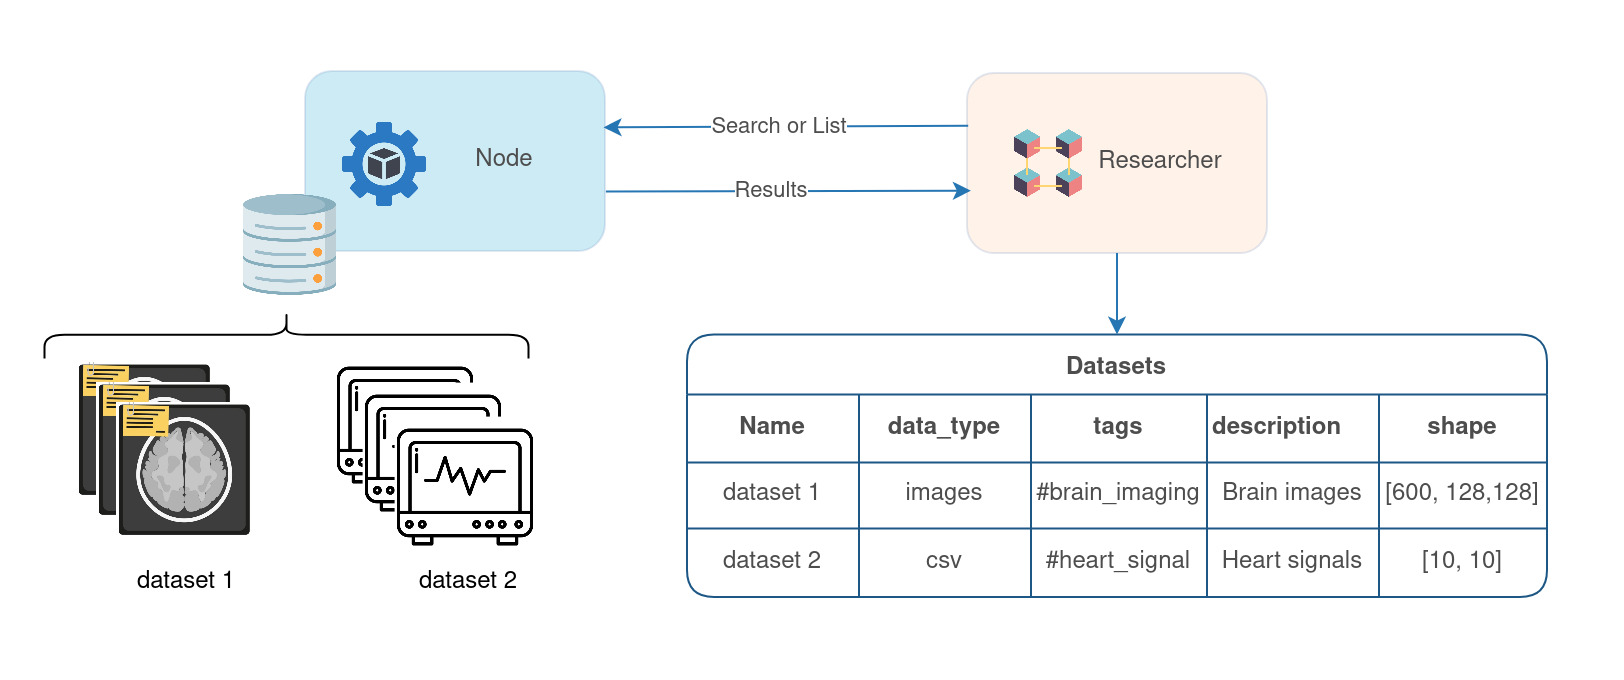 Node
Search or List
Results
Researcher
dataset 1
dataset 2
Datasets
Name data_type tags description shape
dataset 1 images #brain_imaging Brain images [600, 128,128]
dataset 2 csv #heart_signal Heart signals [10, 10]